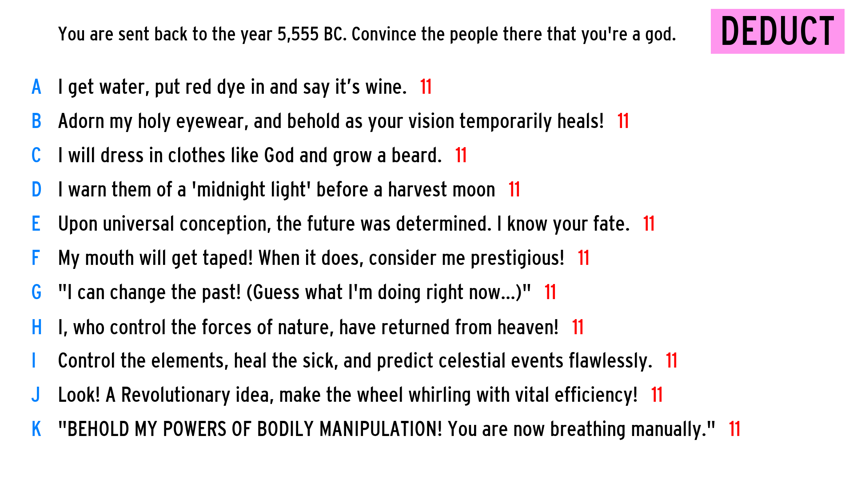 You are sent back to the year 5,555 BC. Convince the people there that you're a god.
DEDUCT
A I get water, put red dye in and say it’s wine. 11
B Adorn my holy eyewear, and behold as your vision temporarily heals! 11
C I will dress in clothes like God and grow a beard. 11
D I warn them of a 'midnight light' before a harvest moon 11
E Upon universal conception, the future was determined. I know your fate. 11
F My mouth will get taped! When it does, consider me prestigious! 11
G "I can change the past! (Guess what I'm doing right now...)" 11
H I, who control the forces of nature, have returned from heaven! 11
I Control the elements, heal the sick, and predict celestial events flawlessly. 11
J Look! A Revolutionary idea, make the wheel whirling with vital efficiency! 11
K "BEHOLD MY POWERS OF BODILY MANIPULATION! You are now breathing manually." 11